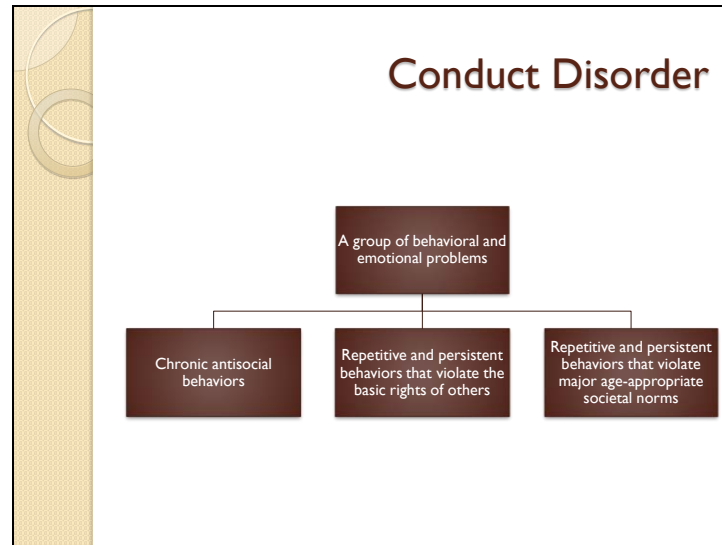 Conduct Disorder
A group of behavioral and
emotional problems
Chronic antisocial
behaviors
Repetitive and persistent
behaviors that violate the
basic rights of others
Repetitive and persistent
behaviors that violate
major age-appropriate
societal norms